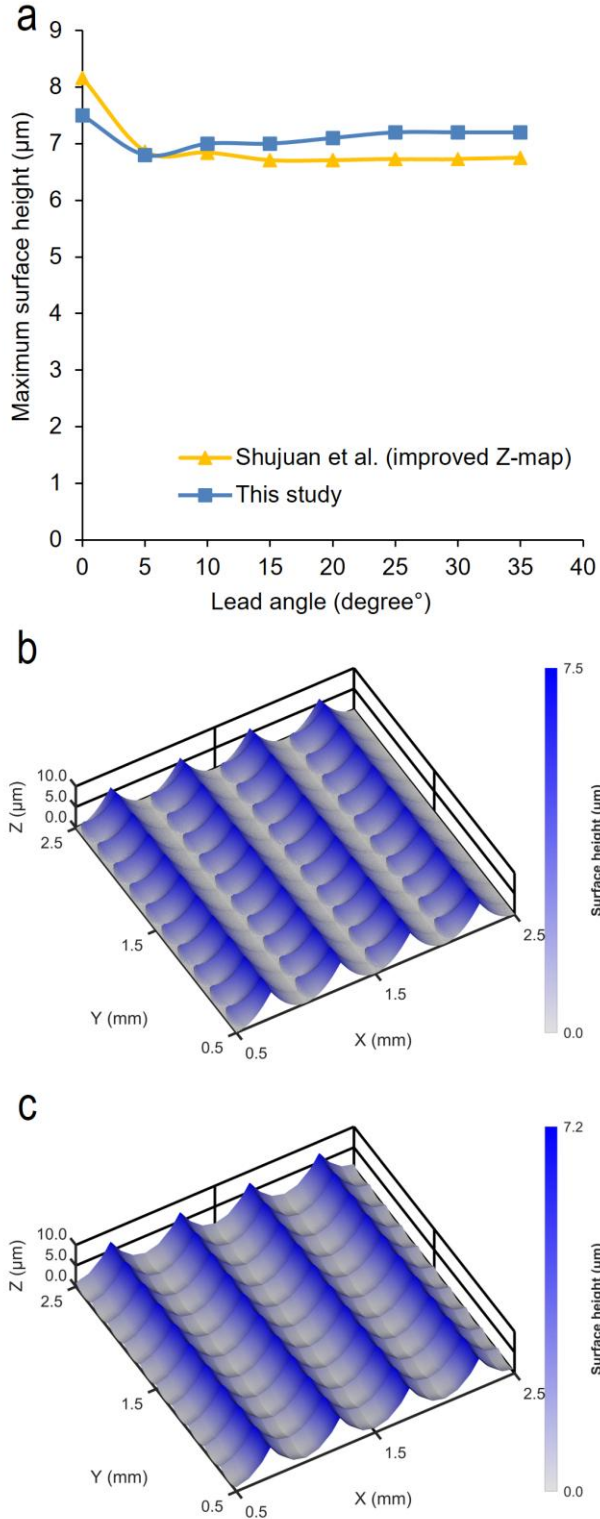 a
9
8
7
6
5
4
3
2
1
0
Maximum surface height (µm)
Shujuan et al. (improved Z-map)
This study
0 5 10 15 20 25 30 35 40
Lead angle (degree°)
b
7.5
Surface height (µm)
0.0
Z (µm)
10.0
5.0
0.0
2.5
1.5
0.5
Y (mm)
0.5
1.5
2.5
X (mm)
c
7.2
Surface height (µm)
0.0
Z (µm)
10.0
5.0
0.0
2.5
1.5
0.5
Y (mm)
0.5
1.5
2.5
X (mm)